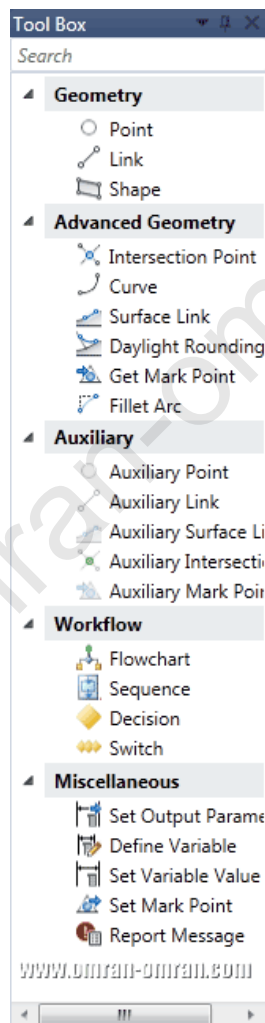 Tool Box
Search
Geometry
Point
Link
Shape
Advanced Geometry
Intersection Point
Curve
Surface Link
Daylight Rounding
Get Mark Point
Fillet Arc
Auxiliary
Auxiliary Point
Auxiliary Link
Auxiliary Surface Li
Auxiliary Intersecti
Auxiliary Mark Poin
Workflow
Flowchart
Sequence
Decision
Switch
Miscellaneous
Set Output Parame
Define Variable
Set Variable Value
Set Mark Point
Report Message
www.omran-omran.com